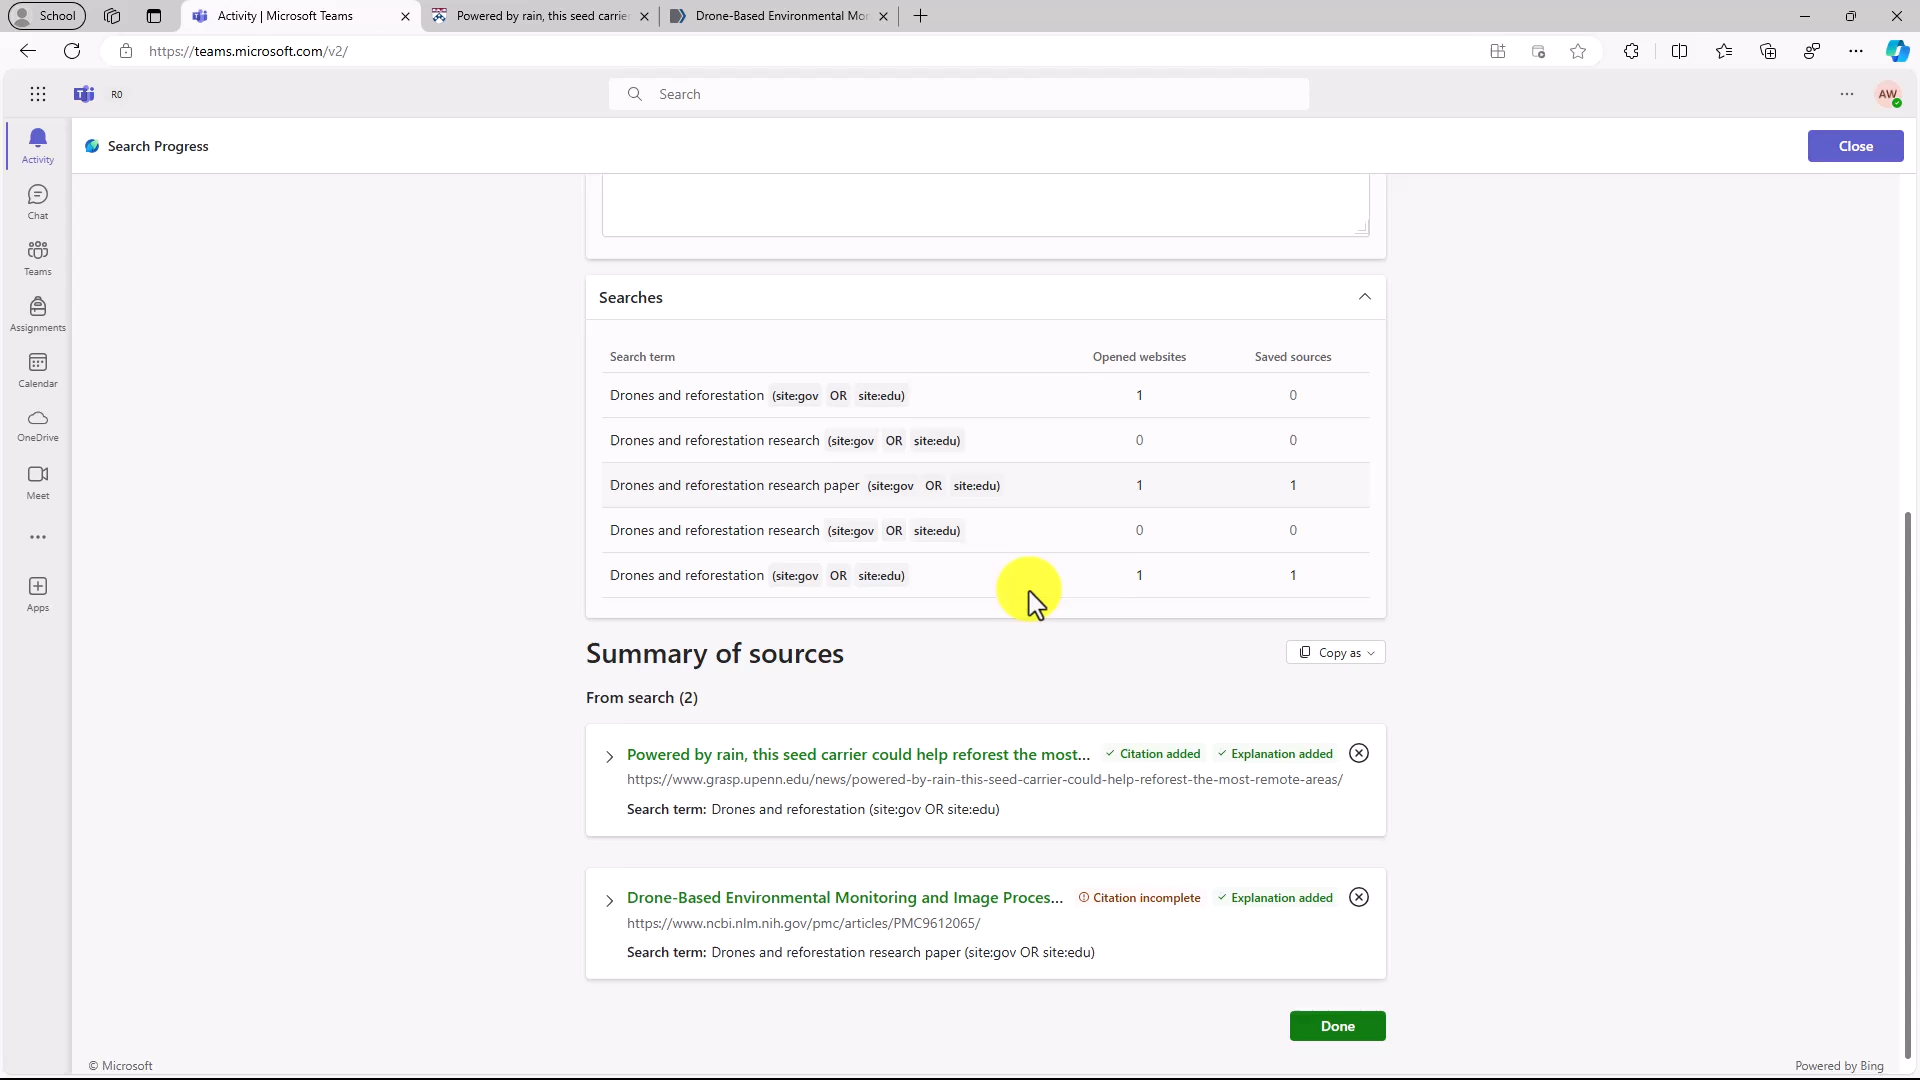 School
Activity | Microsoft Teams
Powered by rain, this seed carrie
Drone-Based Environmental Mo
https://teams.microsoft.com/v2/
R0
Search
AW
Activity
Chat
Teams
Assignments
Calendar
OneDrive
Meet
Apps
Search Progress
Close
Searches
Search term Opened websites Saved sources
Drones and reforestation (site:gov OR site:edu) 1 0
Drones and reforestation research (site:gov OR site:edu) 0 0
Drones and reforestation research paper (site:gov OR site:edu) 1 1
Drones and reforestation research (site:gov OR site:edu) 0 0
Drones and reforestation (site:gov OR site:edu) 1 1
Summary of sources
Copy as
From search (2)
Powered by rain, this seed carrier could help reforest the most... Citation added Explanation added
https://www.grasp.upenn.edu/news/powered-by-rain-this-seed-carrier-could-help-reforest-the-most-remote-areas/
Search term: Drones and reforestation (site:gov OR site:edu)
Drone-Based Environmental Monitoring and Image Proces... Citation incomplete Explanation added
https://www.ncbi.nlm.nih.gov/pmc/articles/PMC9612065/
Search term: Drones and reforestation research paper (site:gov OR site:edu)
Done
© Microsoft
Powered by Bing